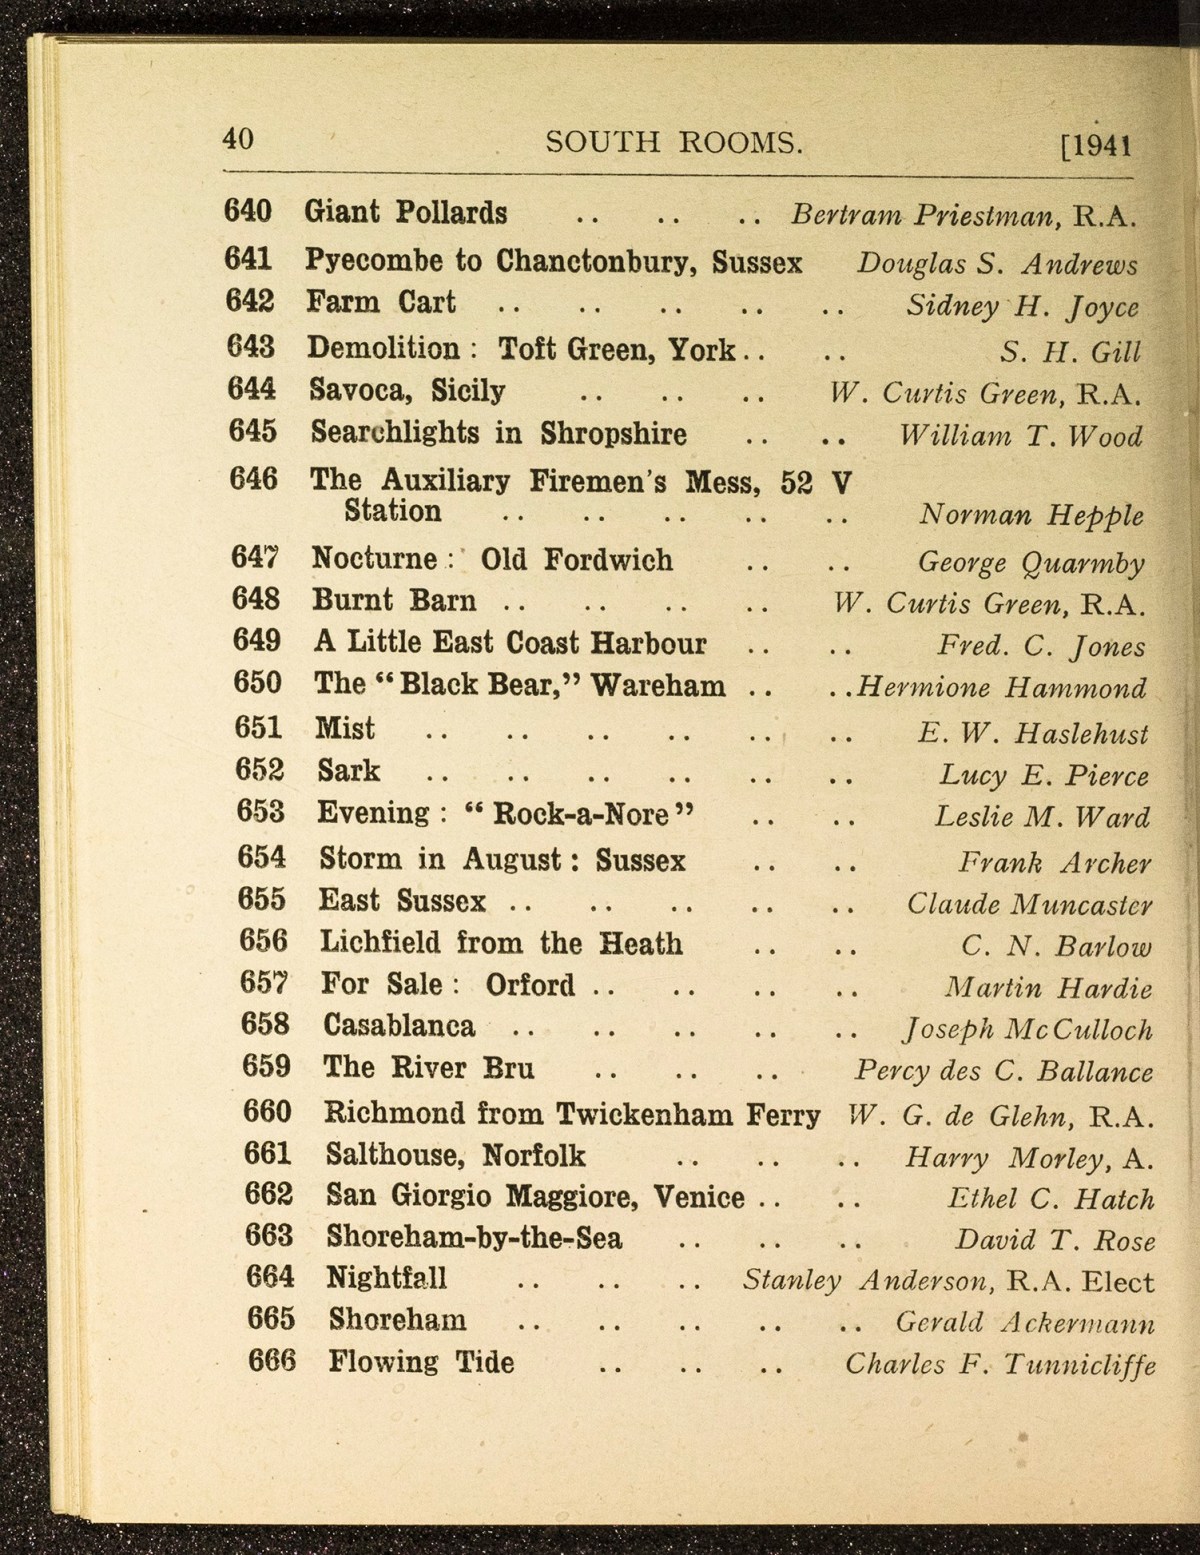 40 SOUTH ROOMS. [1941
640 Giant Pollards .. .. .. Bertram Priestman, R.A.
641 Pyecombe to Chanctonbury, Sussex Douglas S. Andrews
642 Farm Cart .. .. .. .. .. Sidney H. Joyce
643 Demolition : Toft Green, York .. .. S. H. Gill
644 Savoca, Sicily .. .. .. W. Curtis Green, R.A.
645 Searchlights in Shropshire .. .. William T. Wood
646 The Auxiliary Firemen's Mess, 52 V
Station .. .. .. .. .. Norman Hepple
647 Nocturne : Old Fordwich .. .. George Quarmby
648 Burnt Barn .. .. .. .. W. Curtis Green, R.A.
649 A Little East Coast Harbour .. .. Fred. C. Jones
650 The “Black Bear,” Wareham .. .. Hermione Hammond
651 Mist .. .. .. .. .. .. E. W. Haslehust
652 Sark .. .. .. .. .. .. Lucy E. Pierce
653 Evening : “Rock-a-Nore” .. .. Leslie M. Ward
654 Storm in August : Sussex .. .. Frank Archer
655 East Sussex .. .. .. .. .. Claude Muncaster
656 Lichfield from the Heath .. .. C. N. Barlow
657 For Sale : Orford .. .. .. .. Martin Hardie
658 Casablanca .. .. .. .. .. Joseph McCulloch
659 The River Bru .. .. .. Percy des C. Ballance
660 Richmond from Twickenham Ferry W. G. de Glehn, R.A.
661 Salthouse, Norfolk .. .. .. Harry Morley, A.
662 San Giorgio Maggiore, Venice .. .. Ethel C. Hatch
663 Shoreham-by-the-Sea .. .. .. David T. Rose
664 Nightfall .. .. .. Stanley Anderson, R.A. Elect
665 Shoreham .. .. .. .. .. Gerald Ackermann
666 Flowing Tide .. .. .. Charles F. Tunnicliffe